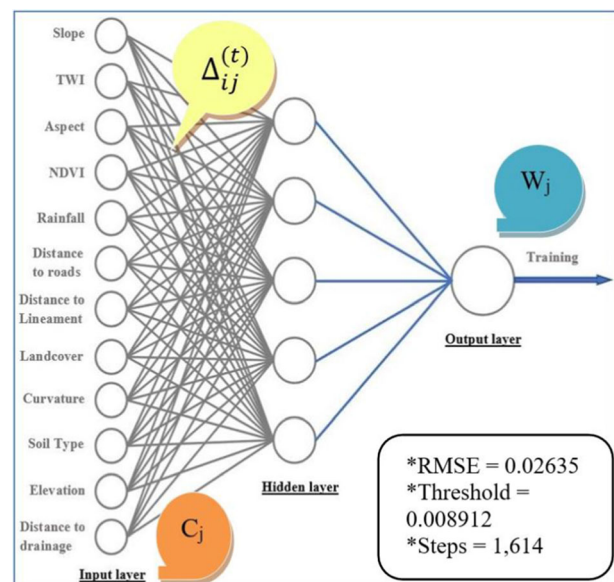 Slope
TWI
Aspect
NDVI
Rainfall
Distance
to roads
Distance to
Lineament
Landcover
Curvature
Soil Type
Elevation
Distance to
drainage
Input layer
Δij(t)
Cj
Hidden layer
Wj
Training
Output layer
*RMSE = 0.02635
*Threshold =
0.008912
*Steps = 1,614